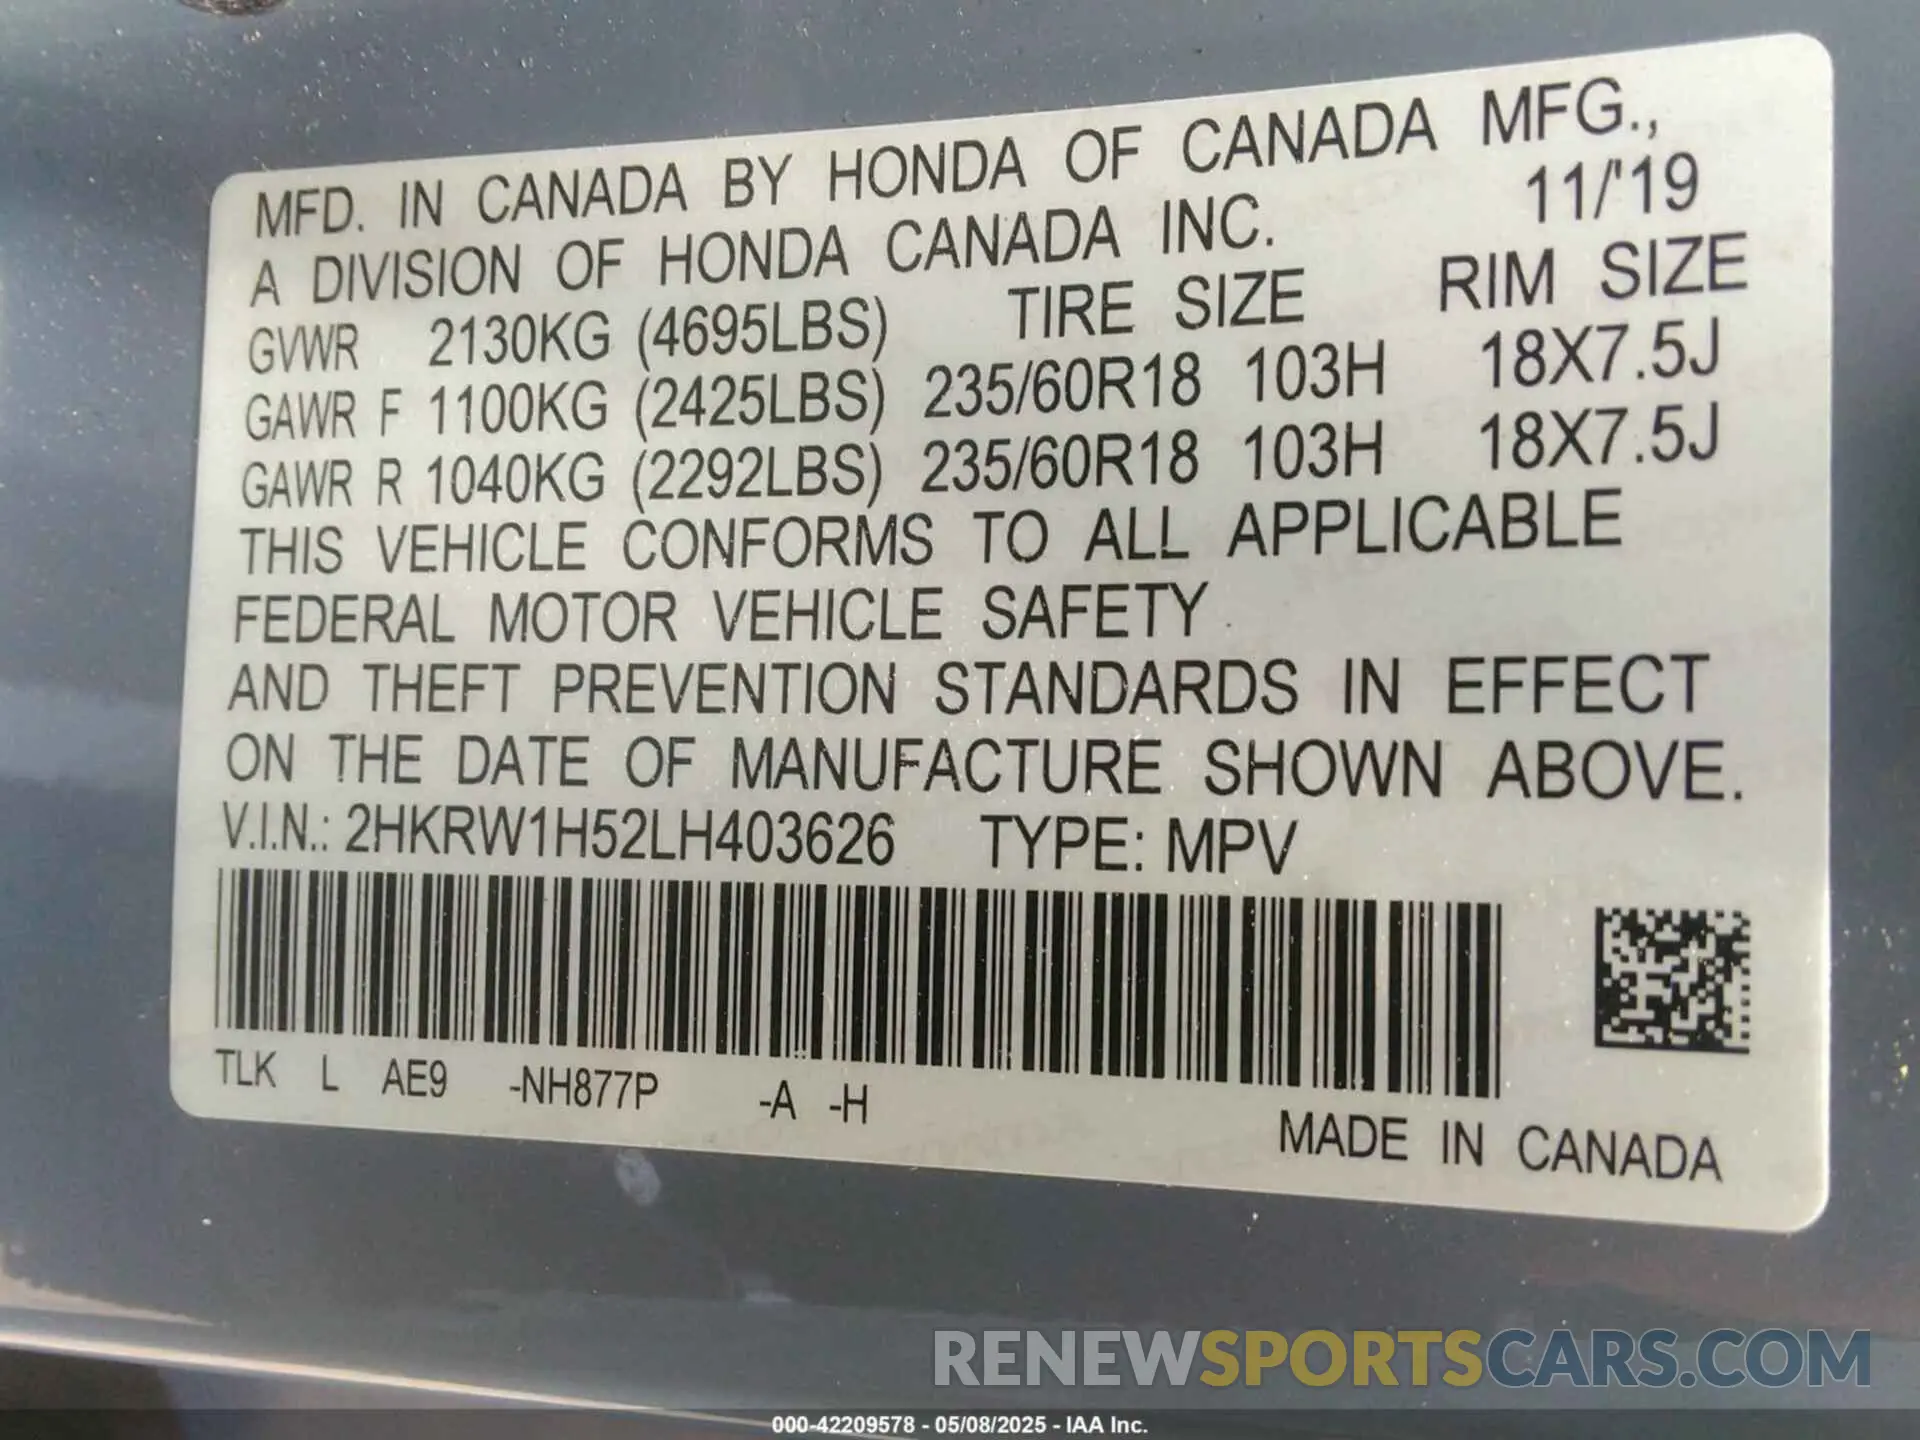 MFD. IN CANADA BY HONDA OF CANADA MFG.,
A DIVISION OF HONDA CANADA INC. 11/'19
GVWR 2130KG (4695LBS) TIRE SIZE RIM SIZE
GAWR F 1100KG (2425LBS) 235/60R18 103H 18X7.5J
GAWR R 1040KG (2292LBS) 235/60R18 103H 18X7.5J
THIS VEHICLE CONFORMS TO ALL APPLICABLE
FEDERAL MOTOR VEHICLE SAFETY
AND THEFT PREVENTION STANDARDS IN EFFECT
ON THE DATE OF MANUFACTURE SHOWN ABOVE.
V.I.N.: 2HKRW1H52LH403626 TYPE: MPV
TLK L AE9 -NH877P -A -H
MADE IN CANADA
RENEWSPORTSCARS.COM
000-42209578 - 05/08/2025 - IAA Inc.